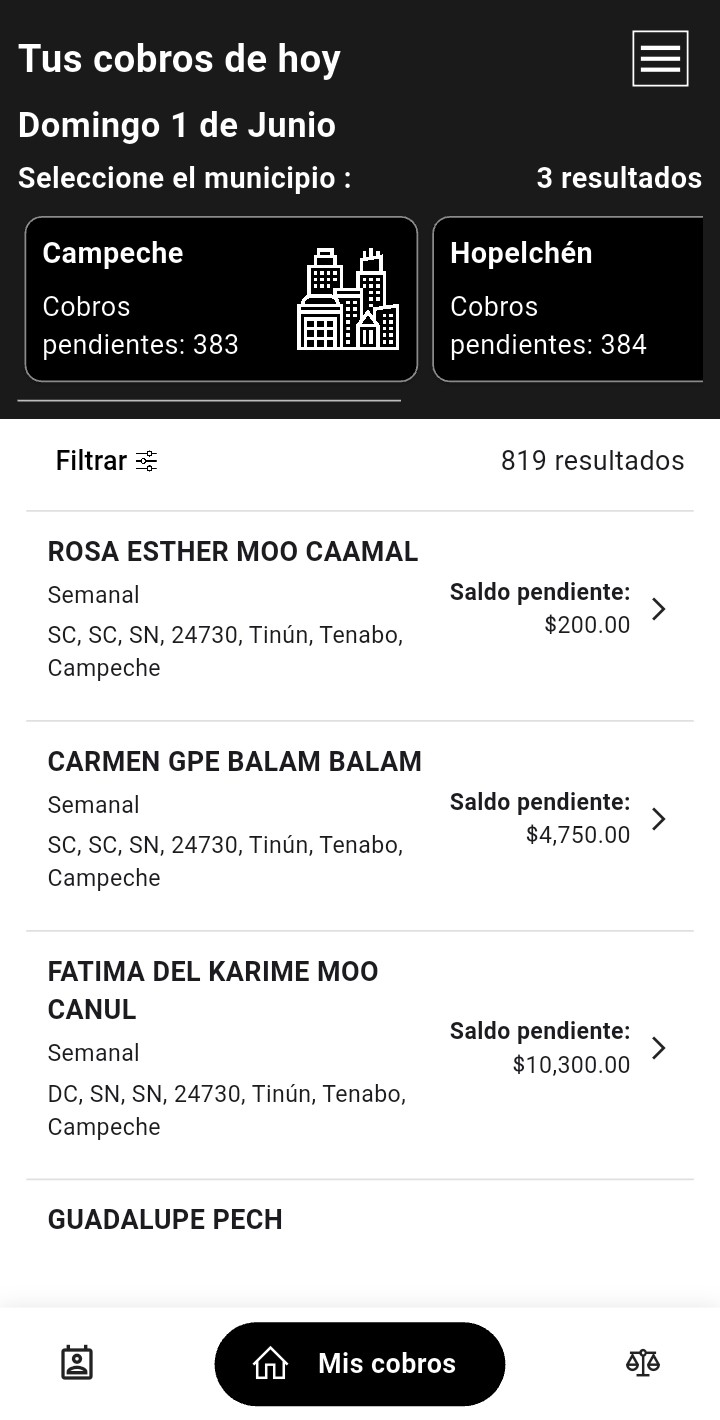 Tus cobros de hoy
Domingo 1 de Junio
Seleccione el municipio :
3 resultados
Campeche
Cobros
pendientes: 383
Hopelchén
Cobros
pendientes: 384
Filtrar
819 resultados
ROSA ESTHER MOO CAAMAL
Semanal
SC, SC, SN, 24730, Tinún, Tenabo,
Campeche
Saldo pendiente:
$200.00
CARMEN GPE BALAM BALAM
Semanal
SC, SC, SN, 24730, Tinún, Tenabo,
Campeche
Saldo pendiente:
$4,750.00
FATIMA DEL KARIME MOO
CANUL
Semanal
DC, SN, SN, 24730, Tinún, Tenabo,
Campeche
Saldo pendiente:
$10,300.00
GUADALUPE PECH
Mis cobros